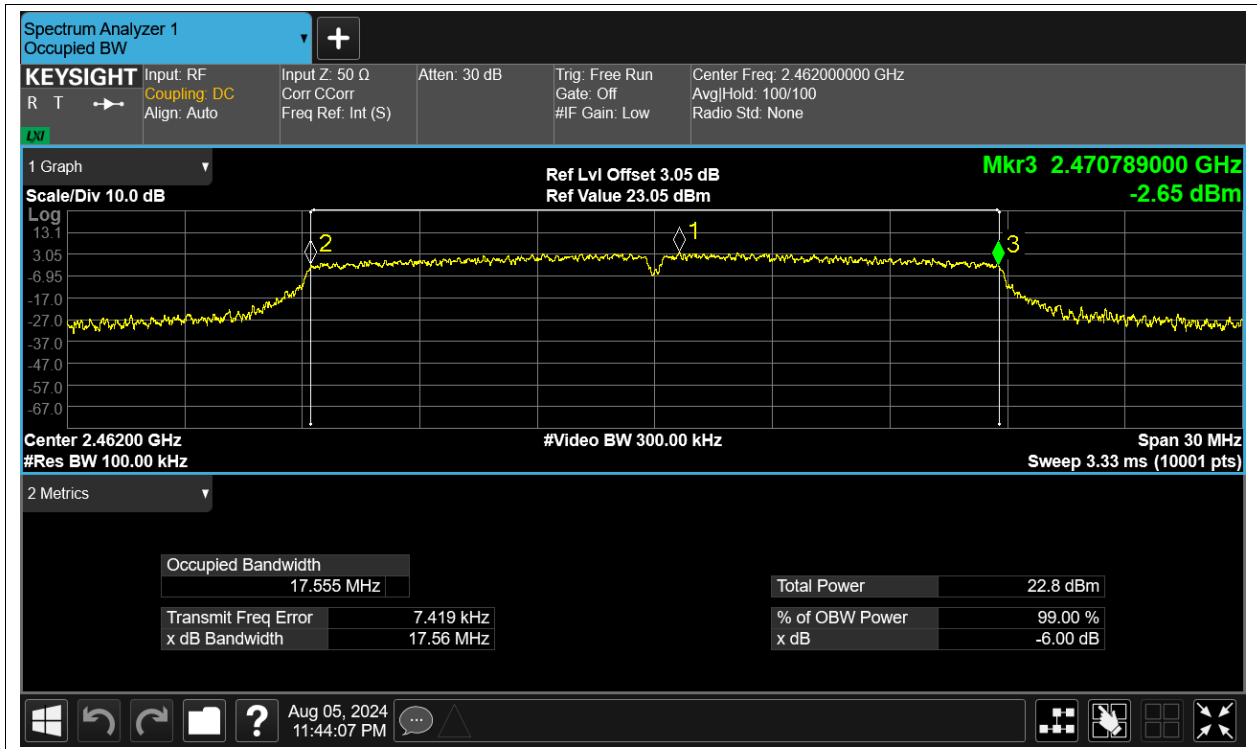 Spectrum Analyzer 1
Occupied BW
KEYSIGHT
R T
LXI
Input: RF
Coupling: DC
Align: Auto
Input Z: 50 Ω
Corr CCorr
Freq Ref: Int (S)
Atten: 30 dB
Trig: Free Run
Gate: Off
#IF Gain: Low
Center Freq: 2.462000000 GHz
Avg|Hold: 100/100
Radio Std: None
1 Graph
Scale/Div 10.0 dB
Ref Lvl Offset 3.05 dB
Ref Value 23.05 dBm
Mkr3 2.470789000 GHz
-2.65 dBm
Log
13.1
3.05
-6.95
-17.0
-27.0
-37.0
-47.0
-57.0
-67.0
2
1
3
Center 2.46200 GHz
#Res BW 100.00 kHz
#Video BW 300.00 kHz
Span 30 MHz
Sweep 3.33 ms (10001 pts)
2 Metrics
Occupied Bandwidth
17.555 MHz
Transmit Freq Error 7.419 kHz
x dB Bandwidth 17.56 MHz
Total Power 22.8 dBm
% of OBW Power 99.00 %
x dB -6.00 dB
?
Aug 05, 2024
11:44:07 PM